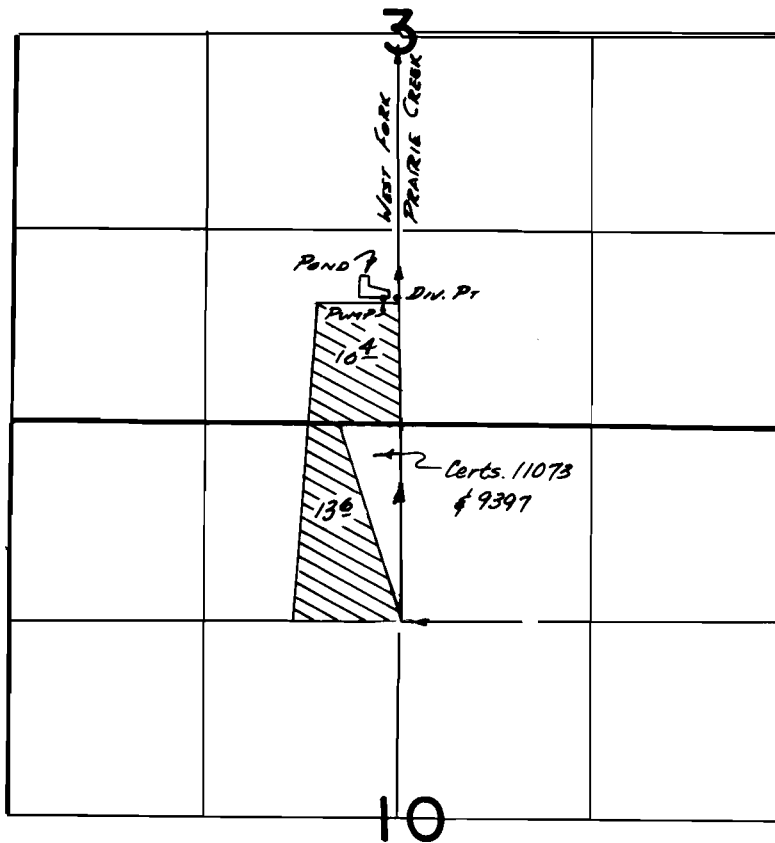 3
WEST FORK
PRAIRIE CREEK
POND
DIV. PT
PUMP
10 4
Certs. 11073
& 9397
13 6
10